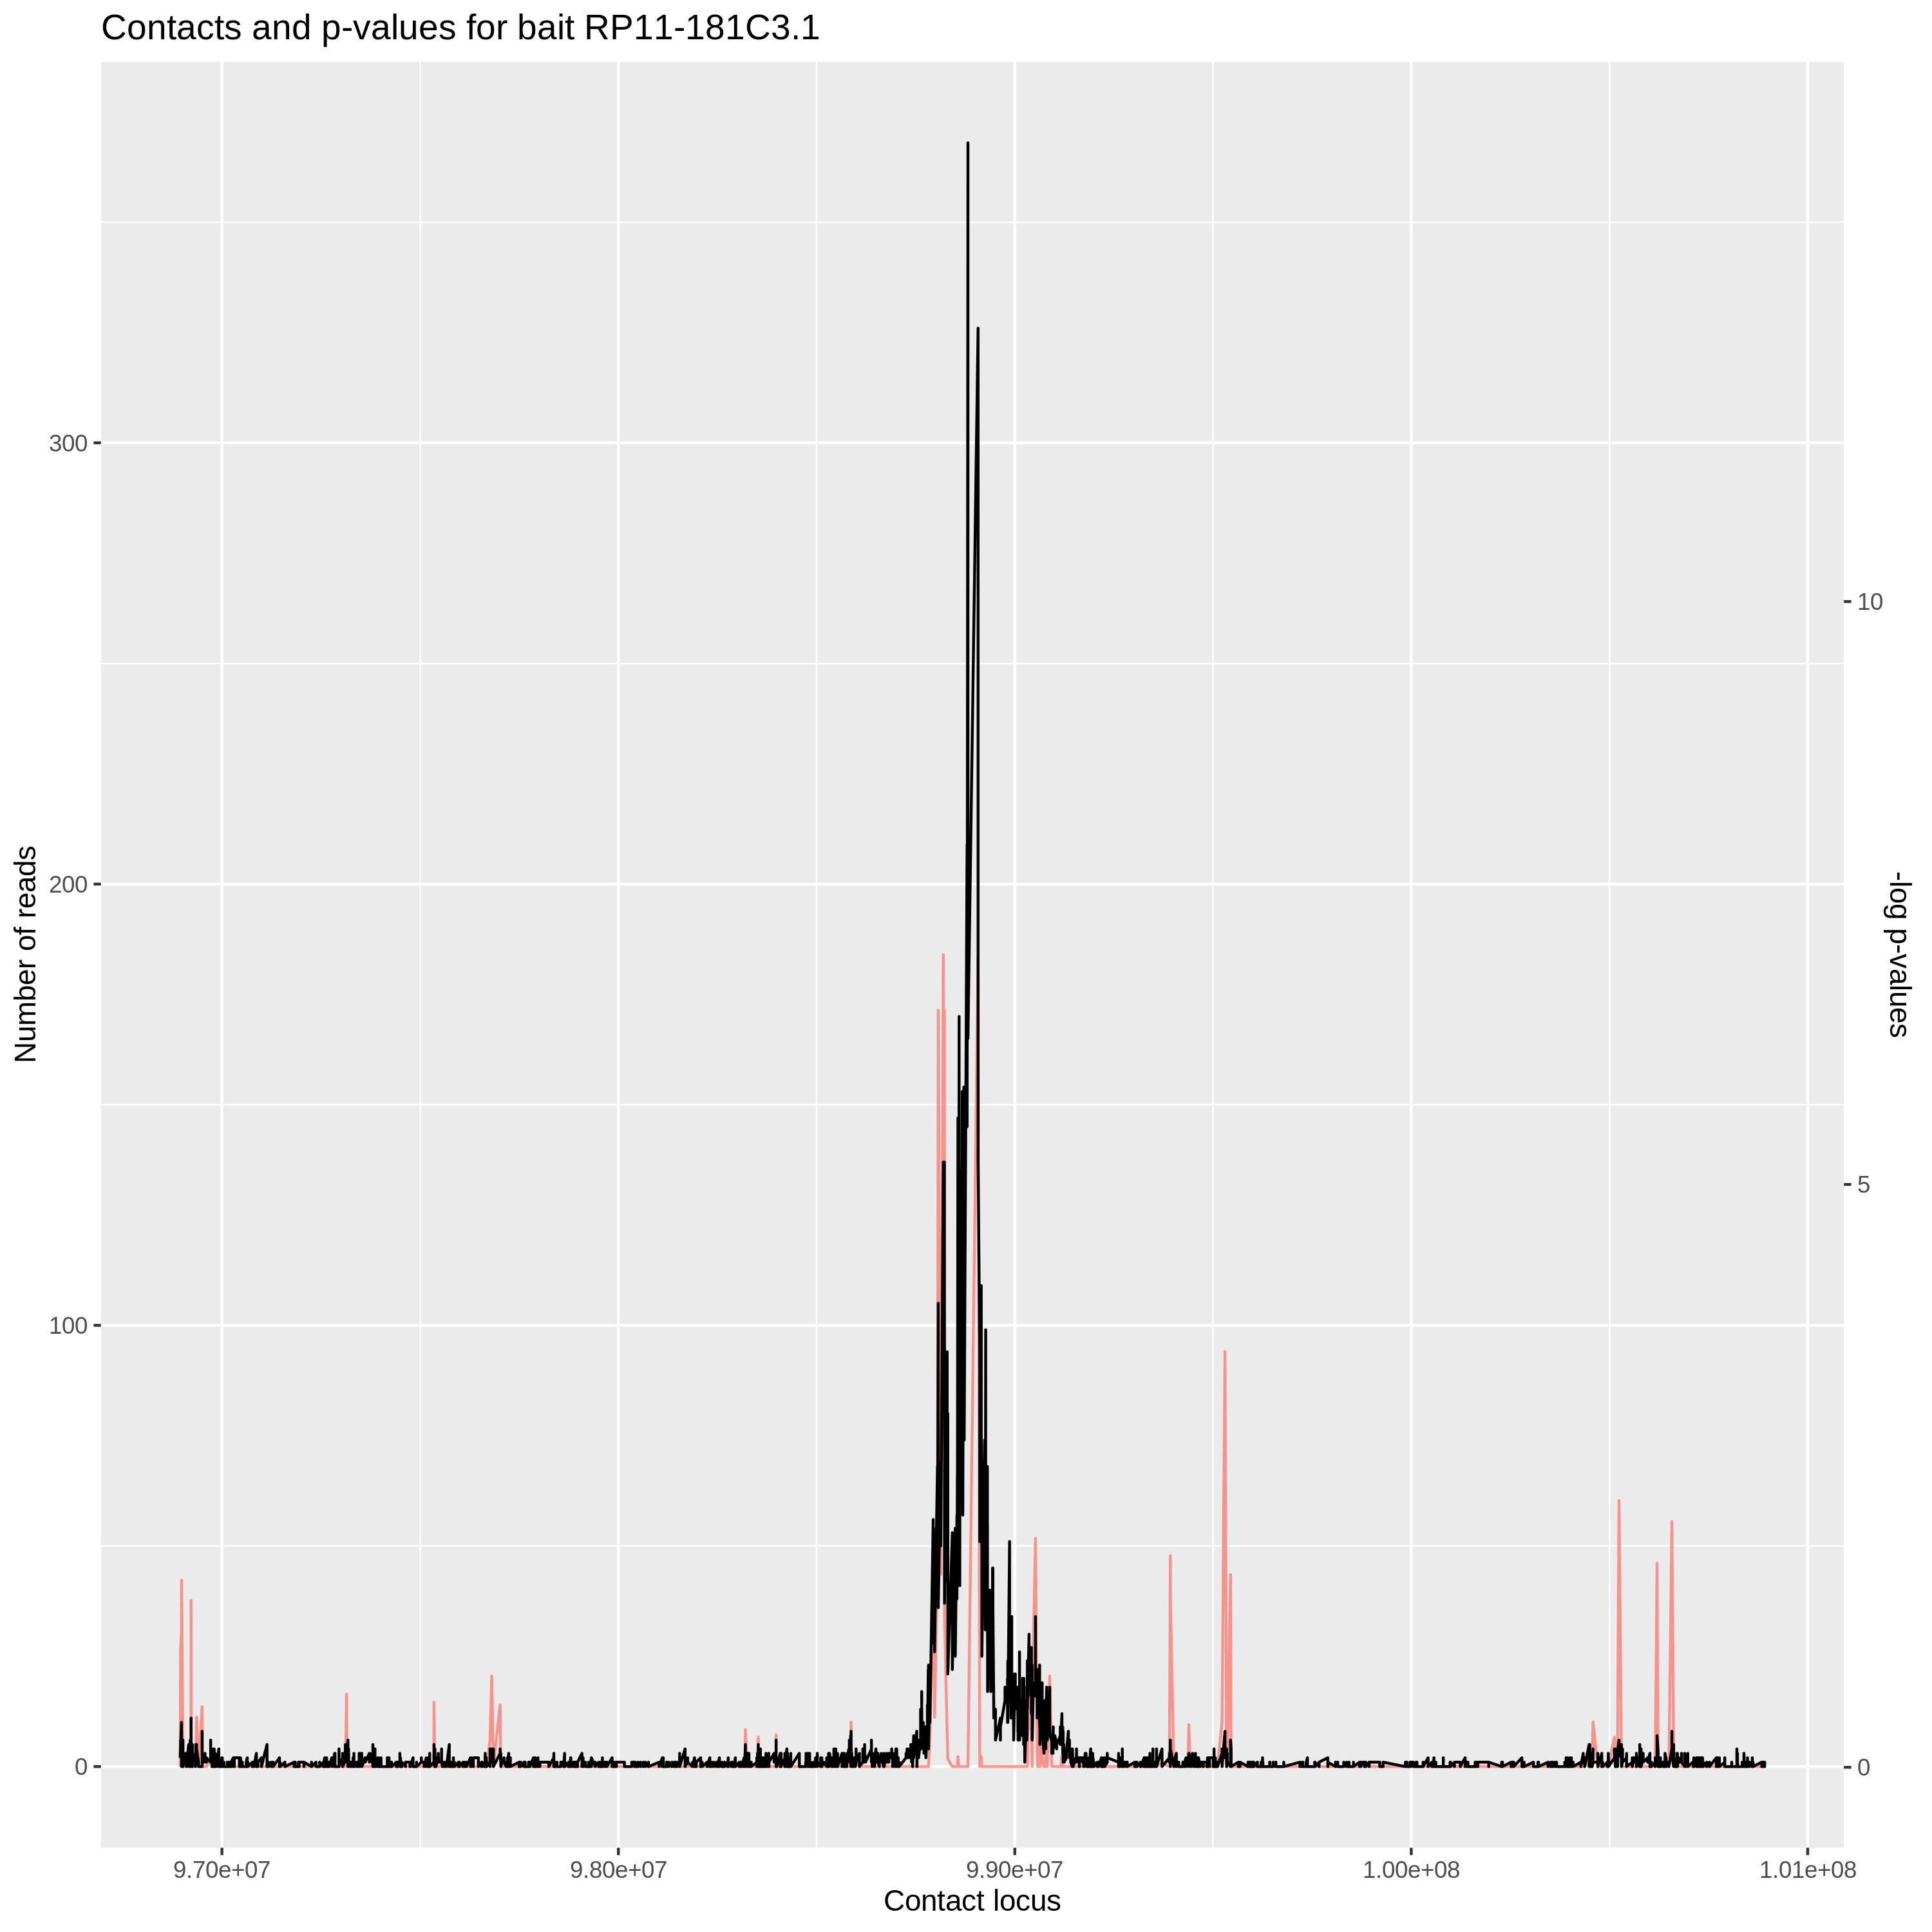 Contacts and p-values for bait RP11-181C3.1
Number of reads
300
200
100
0
10
5
0
-log p-values
9.70e+07
9.80e+07
9.90e+07
1.00e+08
1.01e+08
Contact locus